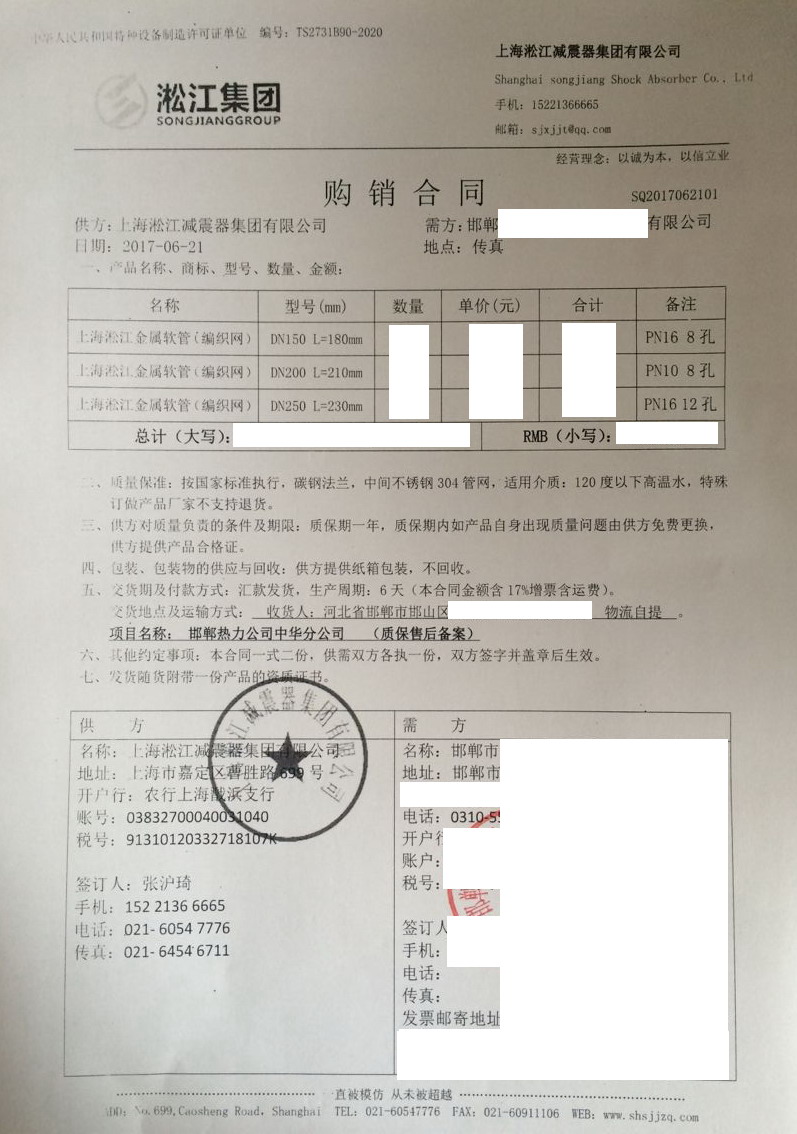 中华人民共和国特种设备制造许可证单位 编号：TS2731B90-2020
上海淞江减震器集团有限公司
Shanghai songjiang Shock Absorber Co., Ltd
手机：15221366665
邮箱：sjxjjt@qq.com
淞江集团
SONGJIANGGROUP
经营理念：以诚为本，以信立业
购销合同
SQ2017062101
供方：上海淞江减震器集团有限公司 需方：邯郸 有限公司
日期：2017-06-21 地点：传真
一、产品名称、商标、型号、数量、金额：
名称 型号(mm) 数量 单价(元) 合计 备注
上海淞江金属软管(编织网) DN150 L=180mm PN16 8孔
上海淞江金属软管(编织网) DN200 L=210mm PN10 8孔
上海淞江金属软管(编织网) DN250 L=230mm PN16 12孔
总计（大写）： RMB（小写）：
二、质量保准：按国家标准执行，碳钢法兰，中间不锈钢304管网，适用介质：120度以下高温水，特殊
订做产品厂家不支持退货。
三、供方对质量负责的条件及期限：质保期一年，质保期内如产品自身出现质量问题由供方免费更换，
供方提供产品合格证。
四、包装、包装物的供应与回收：供方提供纸箱包装，不回收。
五、交货期及付款方式：汇款发货，生产周期：6天（本合同金额含17%增票含运费）。
交货地点及运输方式： 收货人：河北省邯郸市邯山区 物流自提 。
项目名称： 邯郸热力公司中华分公司 （质保售后备案）
六、其他约定事项：本合同一式二份，供需双方各执一份，双方签字并盖章后生效。
七、发货随货附带一份产品的资质证书。
供 方
名称：上海淞江减震器集团有限公司
地址：上海市嘉定区曹胜路699号
开户行：农行上海戬浜支行
账号：03832700040031040
税号：91310120332718107K
签订人：张沪琦
手机：152 2136 6665
电话：021- 6054 7776
传真：021- 6454 6711
江减震器集团有限公司
需 方
名称：邯郸市
地址：邯郸市
电话：0310-55
开户行
账户：
税号：
签订人
手机：
电话：
传真：
发票邮寄地址
直被模仿 从未被超越
ADD：No.699,Caosheng Road, Shanghai TEL：021-60547776 FAX：021-60911106 WEB：www.shsjjzq.com